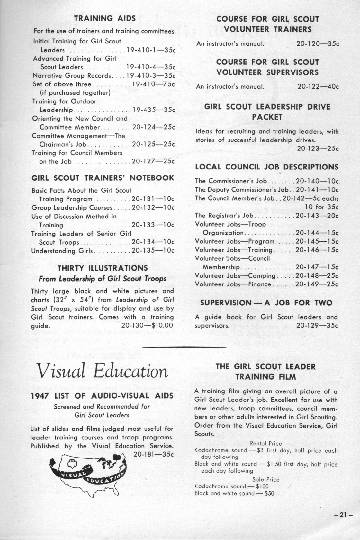 TRAINING AIDS
For the use of trainers and training committees
Initial Training for Girl Scout
Leaders . . . . . . . . . . . . 19-410-1—35c
Advanced Training for Girl
Scout Leaders . . . . . . . . 19-410-4—35c
Narrative Group Records. . . . 19-410-3—35c
Set of above three . . . . . . . 19-410—75c
(if purchased together)
Training for Outdoor
Leadership . . . . . . . . . . . 19-435—35c
Orienting the New Council and
Committee Member. . . . . . 20-124—25c
Committee Management—The
Chairman's Job . . . . . . . . 20-125—25c
Training for Council Members
on the Job . . . . . . . . . . . 20-127—25c
GIRL SCOUT TRAINERS' NOTEBOOK
Basic Facts About the Girl Scout
Training Program . . . . . . . 20-131—10c
Group Leadership Courses. . . . 20-132—10c
Use of Discussion Method in
Training . . . . . . . . . . . . . 20-133—10c
Training Leaders of Senior Girl
Scout Troops . . . . . . . . . . 20-134—10c
Understanding Girls. . . . . . . . 20-135—10c
THIRTY ILLUSTRATIONS
From Leadership of Girl Scout Troops
Thirty large black and white pictures and
charts (32" x 54") from Leadership of Girl
Scout Troops, suitable for display and use by
Girl Scout trainers. Comes with a training
guide. 20-130—$ 0.00
Visual Education
1947 LIST OF AUDIO-VISUAL AIDS
Screened and Recommended for
Girl Scout Leaders
List of slides and films judged most useful for
leader training courses and troop programs.
Published by the Visual Education Service.
20-181—35c
VISUAL EDUCATION
COURSE FOR GIRL SCOUT
VOLUNTEER TRAINERS
An instructor's manual. 20-120—35c
COURSE FOR GIRL SCOUT
VOLUNTEER SUPERVISORS
An instructor's manual. 20-122—40c
GIRL SCOUT LEADERSHIP DRIVE
PACKET
Ideas for recruiting and training leaders, with
stories of successful leadership drives.
20 123—25c
LOCAL COUNCIL JOB DESCRIPTIONS
The Commissioner's Job . . . . . . 20-140—10c
The Deputy Commissioner's Job. . 20-141—10c
The Council Member's Job. . 20-142—5c each;
10 for 35c
The Registrar's Job . . . . . . . . . 20-143—20c
Volunteer Jobs—Troop
Organization . . . . . . . . . . 20-144—15c
Volunteer Jobs—Program . . . . . 20-145—15c
Volunteer Jobs—Training. . . . . . 20-146—15c
Volunteer Jobs—Council
Membership . . . . . . . . . . . 20-147—15c
Volunteer Jobs—Camping. . . . . . 20-148—25c
Volunteer Jobs—Finance . . . . . . 20-149—25c
SUPERVISION — A JOB FOR TWO
A guide book for Girl Scout leaders and
supervisors. 20-129—35c
THE GIRL SCOUT LEADER
TRAINING FILM
A training film giving an overall picture of a
Girl Scout Leader's job. Excellent for use with
new leaders, troop committees, council mem-
bers or other adults interested in Girl Scouting.
Order from the Visual Education Service, Girl
Scouts.
Rental Price
Kodachrome sound — $3 first day, half price each
day following
Black and white sound — $1.50 first day, half price
each day following
Sale Price
Kodachrome sound — $100
Black and white sound — $50
– 21 –